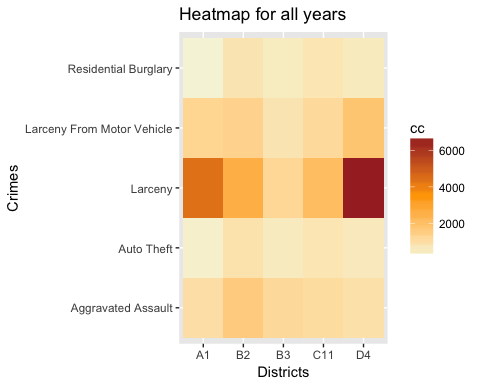 Heatmap for all years
Crimes
Residential Burglary
Larceny From Motor Vehicle
Larceny
Auto Theft
Aggravated Assault
A1 B2 B3 C11 D4
Districts
cc
6000
4000
2000